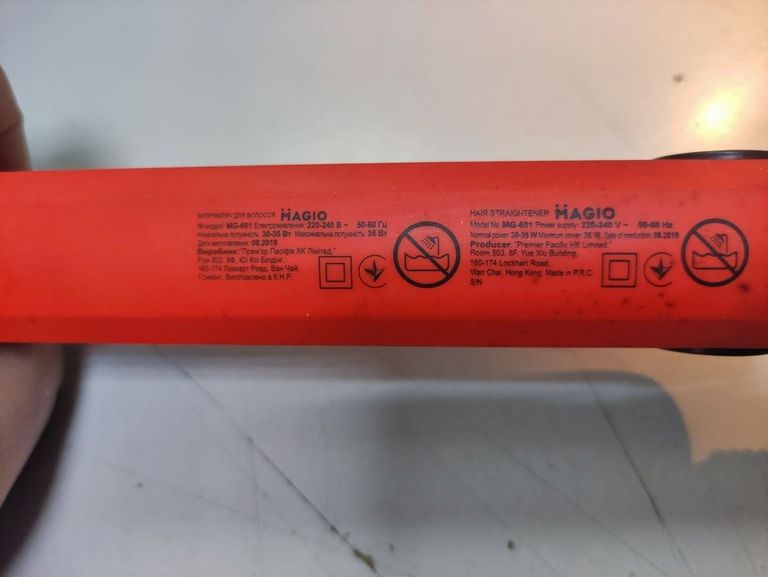 ВИПРЯМЛЯЧ ДЛЯ ВОЛОССЯ MAGIO
№ моделі: MG-601 Електроживлення: 220-240 В ~ 50-60 Гц
Номінальна потужність: 30-35 Вт Максимальна потужність: 35 Вт
Дата виготовлення: 08.2019
Виробник: "Прем'єр Пасіфік ХК Лімітед."
Рум 803, 8Ф, Юі Ксі Білдінг,
160-174 Локкарт Роад, Ван Чай,
Гонконг Виготовлено в К.Н.Р.
HAIR STRAIGHTENER MAGIO
Model №: MG-601 Power supply: 220-240 V ~ 50-60 Hz
Nominal power: 30-35 W Maximum power: 35 W. Date of production: 08.2019
Producer: "Premier Pacific HK Limited."
Room 503, 8F, Yue Xiu Building,
160-174 Lockhart Road,
Wan Chai, Hong Kong. Made in P.R.C.
S/N